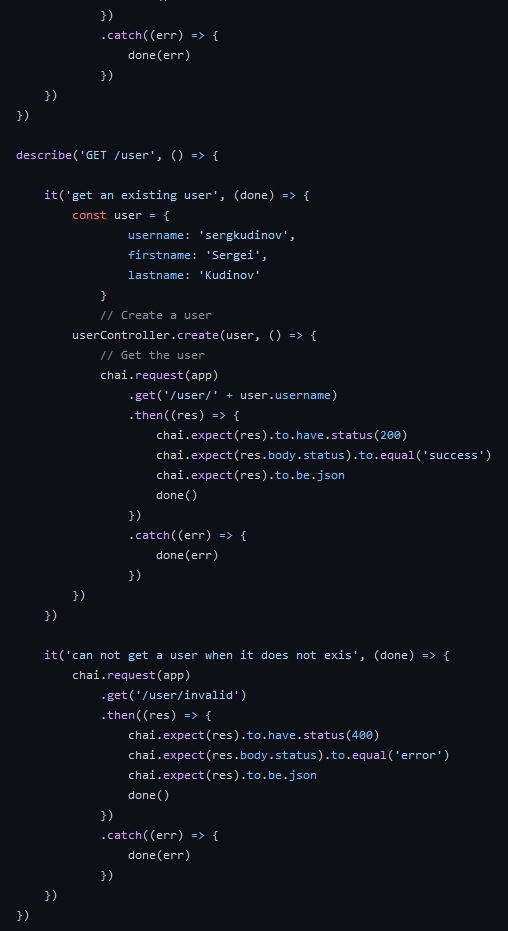 })
.catch((err) => {
done(err)
})
})
})
describe('GET /user', () => {
it('get an existing user', (done) => {
const user = {
username: 'sergkudinov',
firstname: 'Sergei',
lastname: 'Kudinov'
}
// Create a user
userController.create(user, () => {
// Get the user
chai.request(app)
.get('/user/' + user.username)
.then((res) => {
chai.expect(res).to.have.status(200)
chai.expect(res.body.status).to.equal('success')
chai.expect(res).to.be.json
done()
})
.catch((err) => {
done(err)
})
})
})
it('can not get a user when it does not exis', (done) => {
chai.request(app)
.get('/user/invalid')
.then((res) => {
chai.expect(res).to.have.status(400)
chai.expect(res.body.status).to.equal('error')
chai.expect(res).to.be.json
done()
})
.catch((err) => {
done(err)
})
})
})